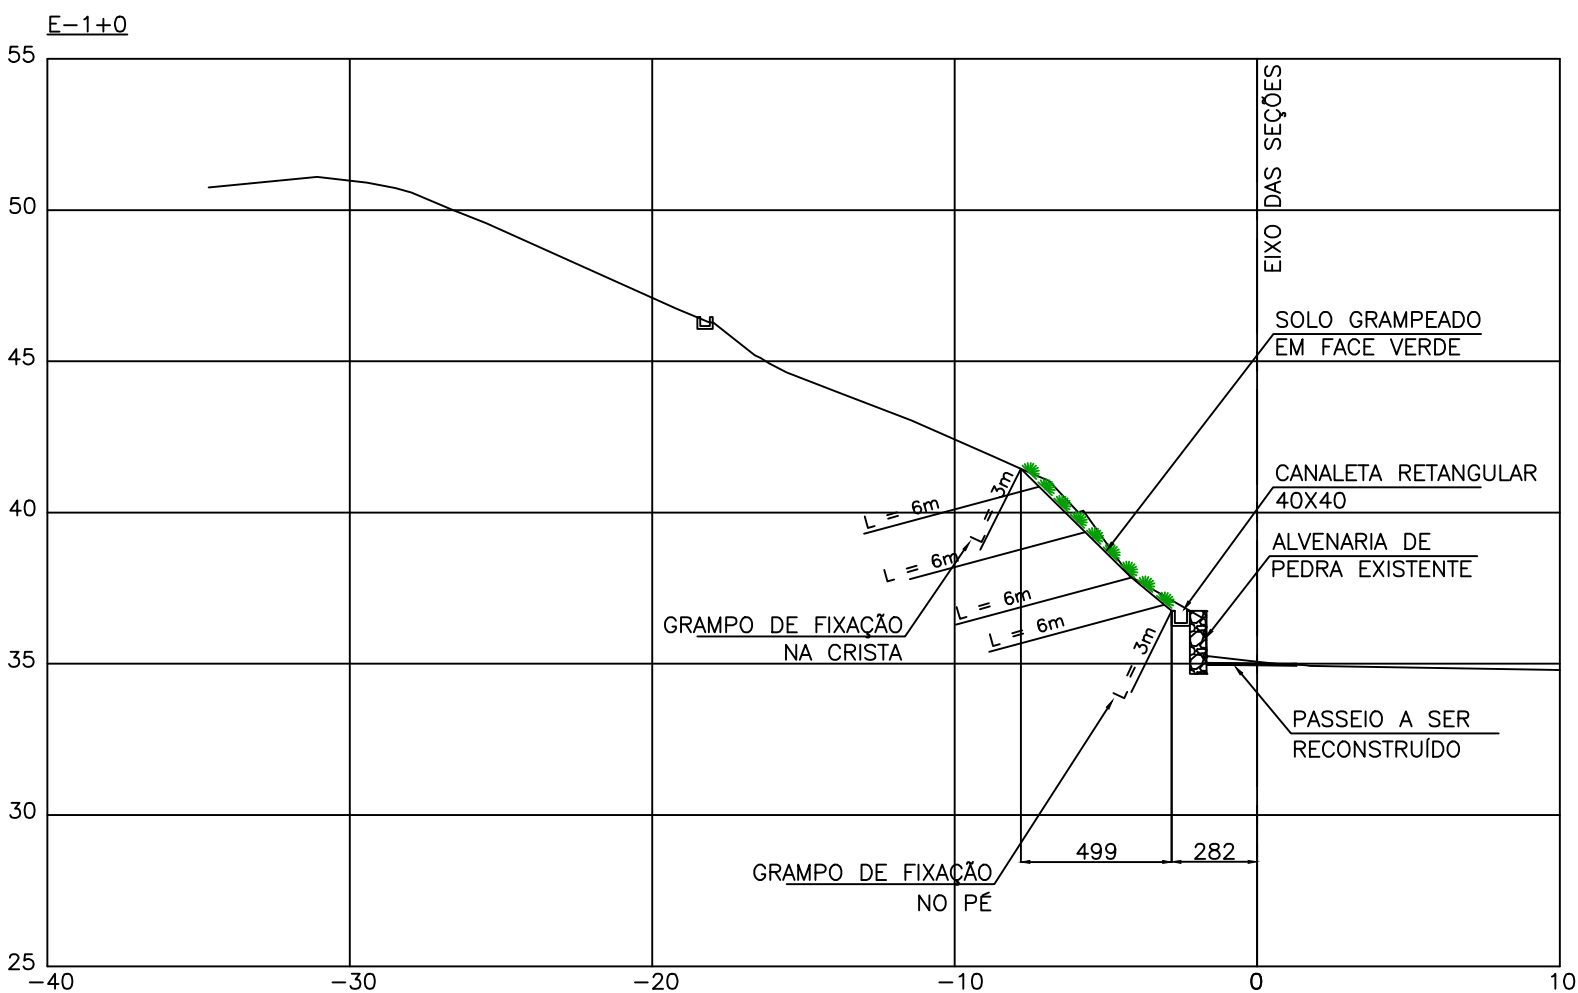 E-1+0
55
EIXO DAS SEÇÕES
50
SOLO GRAMPEADO
EM FACE VERDE
45
CANALETA RETANGULAR
40X40
L = 3m
L = 6m
40
ALVENARIA DE
PEDRA EXISTENTE
L = 6m
L = 6m
GRAMPO DE FIXAÇÃO
NA CRISTA
L = 6m
L = 3m
35
PASSEIO A SER
RECONSTRUÍDO
30
499
282
GRAMPO DE FIXAÇÃO
NO PÉ
25
-40
-30
-20
-10
0
10